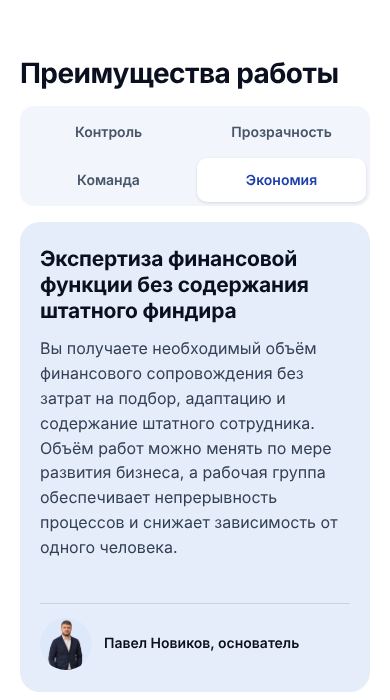 Преимущества работы
Контроль
Прозрачность
Команда
Экономия
Экспертиза финансовой
функции без содержания
штатного финдира
Вы получаете необходимый объём
финансового сопровождения без
затрат на подбор, адаптацию и
содержание штатного сотрудника.
Объём работ можно менять по мере
развития бизнеса, а рабочая группа
обеспечивает непрерывность
процессов и снижает зависимость от
одного человека.
Павел Новиков, основатель